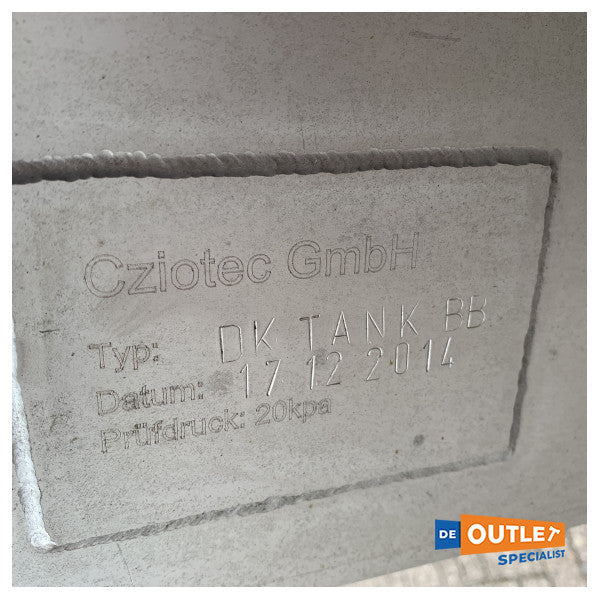 Cziotec GmbH
Typ: DK TANK BB
Datum: 17 12 2014
Prüfdruck: 20kpa
DE OUTLET
SPECIALIST